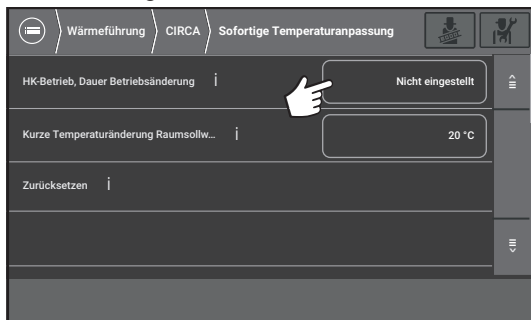 Wärmeführung CIRCA Sofortige Temperaturanpassung
HK-Betrieb, Dauer Betriebsänderung i Nicht eingestellt
Kurze Temperaturänderung Raumsollw... i 20 °C
Zurücksetzen i